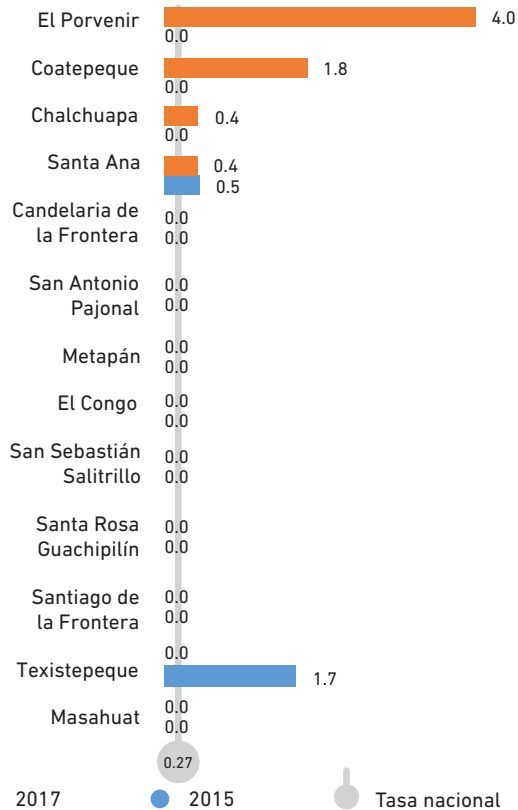 El Porvenir 4.0
0.0
Coatepeque 1.8
0.0
Chalchuapa 0.4
0.0
Santa Ana 0.4
0.5
Candelaria de
la Frontera
0.0
0.0
San Antonio
Pajonal
0.0
0.0
Metapán
0.0
0.0
El Congo
0.0
0.0
San Sebastián
Salitrillo
0.0
0.0
Santa Rosa
Guachipilín
0.0
0.0
Santiago de
la Frontera
0.0
0.0
Texistepeque
0.0
1.7
Masahuat
0.0
0.0
0.27
2017 2015 Tasa nacional